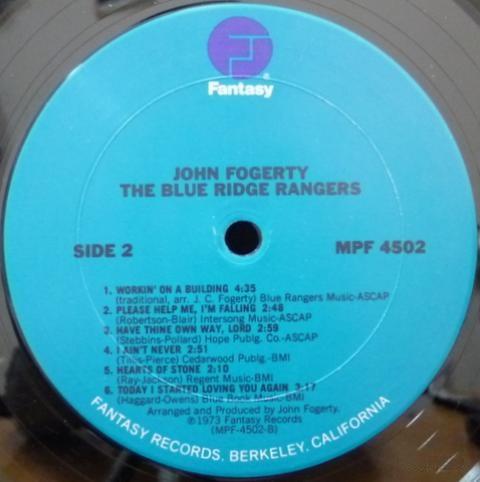 Fantasy
JOHN FOGERTY
THE BLUE RIDGE RANGERS
SIDE 2
MPF 4502
1. WORKIN' ON A BUILDING 4:35
(traditional, arr. J. C. Fogerty) Blue Rangers Music-ASCAP
2. PLEASE HELP ME, I'M FALLING 2:48
(Robertson-Blair) Intersong Music-ASCAP
3. HAVE THINE OWN WAY, LORD 2:59
(Stebbins-Pollard) Hope Publg. Co.-ASCAP
4. I AIN'T NEVER 2:51
(Tillis-Pierce) Cedarwood Publg.-BMI
5. HEARTS OF STONE 2:10
(Ray-Jackson) Regent Music-BMI
6. TODAY I STARTED LOVING YOU AGAIN 3:17
(Haggard-Owens) Blue Book Music-BMI
Arranged and Produced by John Fogerty.
℗1973 Fantasy Records
(MPF-4502-B)
FANTASY RECORDS, BERKELEY, CALIFORNIA